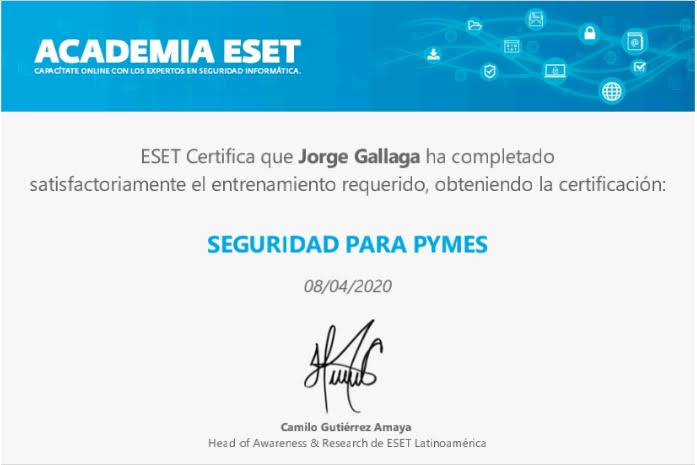 ACADEMIA ESET
CAPACÍTATE ONLINE CON LOS EXPERTOS EN SEGURIDAD INFORMÁTICA.
ESET Certifica que Jorge Gallaga ha completado
satisfactoriamente el entrenamiento requerido, obteniendo la certificación:
SEGURIDAD PARA PYMES
08/04/2020
Camilo Gutiérrez Amaya
Head of Awareness & Research de ESET Latinoamérica